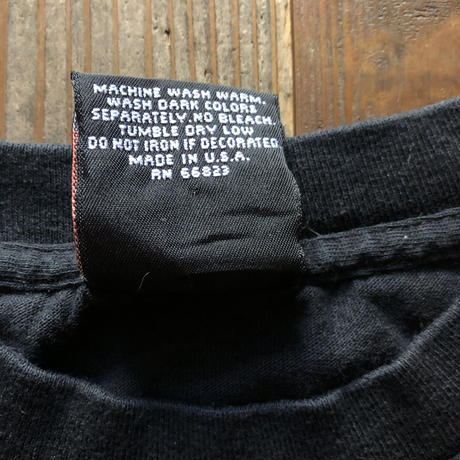 MACHINE WASH WARM.
WASH DARK COLORS
SEPARATELY. NO BLEACH.
TUMBLE DRY LOW
DO NOT IRON IF DECORATED
MADE IN U.S.A.
RN 66823